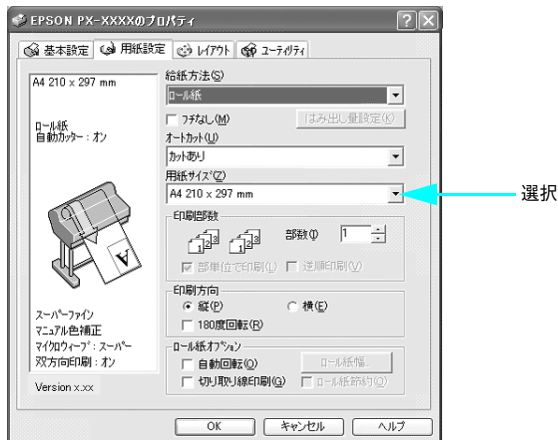 EPSON PX-XXXXのプロパティ
基本設定
用紙設定
レイアウト
ユーティリティ
A4 210 x 297 mm
ロール紙
自動カッター：オン
A
スーパーファイン
マニュアル色補正
マイクロウィーブ：スーパー
双方向印刷：オン
Version x.xx
給紙方法(S)
ロール紙
フチなし(M)
はみ出し量設定(K)
オートカット(U)
カットあり
用紙サイズ(Z)
A4 210 x 297 mm
選択
印刷部数
1 2 3 1 2 3
部数(I)
1
部単位で印刷(L)
逆順印刷(V)
印刷方向
縦(P)
横(E)
180度回転(R)
ロール紙オプション
自動回転(O)
ロール紙幅...
切り取り線印刷(G)
ロール紙節約(Q)
OK
キャンセル
ヘルプ